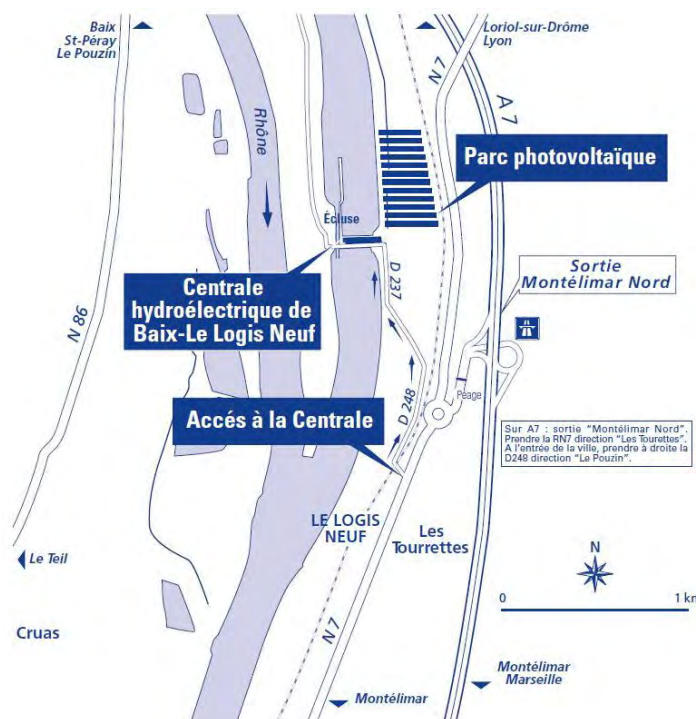 Baix
St-Péray
Le Pouzin
Loriol-sur-Drôme
Lyon
N 7
A 7
Rhône
Parc photovoltaïque
Écluse
Centrale
hydroélectrique de
Baix-Le Logis Neuf
D 237
Sortie
Montélimar Nord
N 86
Péage
D 248
Accés à la Centrale
Sur A7 : sortie "Montélimar Nord".
Prendre la RN7 direction "Les Tourettes".
A l'entrée de la ville, prendre à droite la
D248 direction "Le Pouzin".
LE LOGIS
NEUF
Les
Tourrettes
Le Teil
N
0 1 km
Cruas
N 7
Montélimar
Marseille
Montélimar